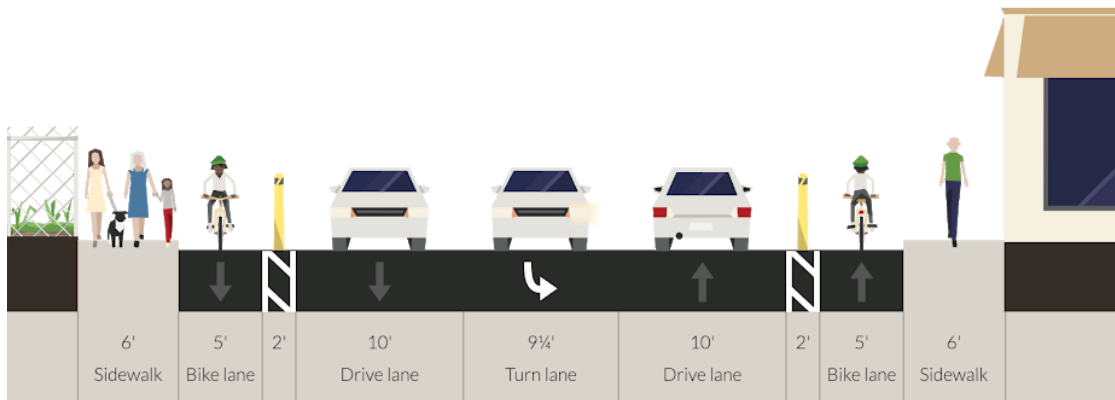 6' 5' 2' 10' 9¼' 10' 2' 5' 6'
Sidewalk Bike lane Drive lane Turn lane Drive lane Bike lane Sidewalk